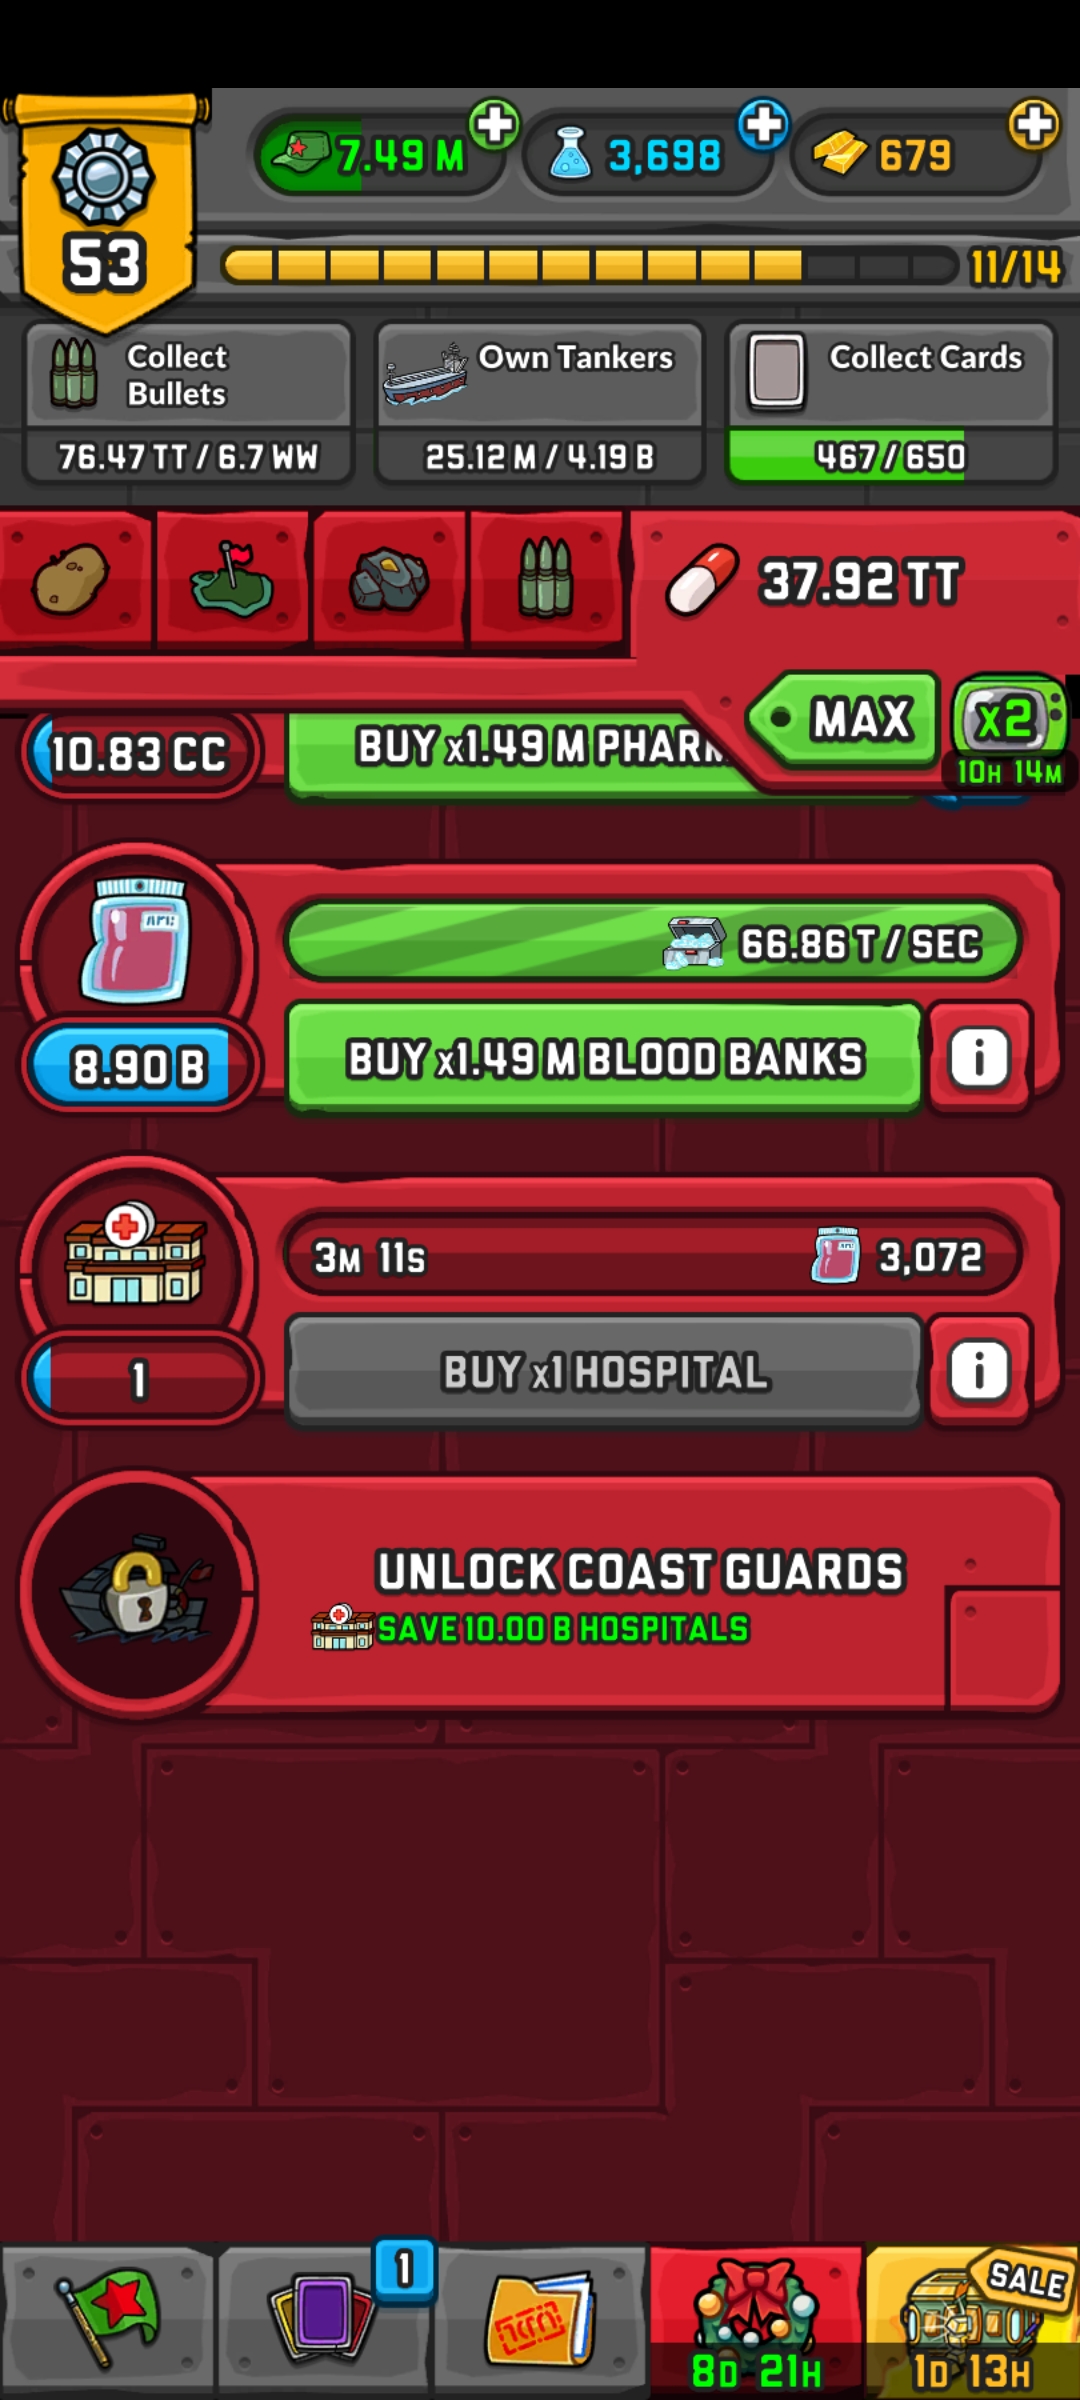 7.49 M
3,698
679
53
11/14
Collect
Bullets
76.47 TT / 6.7 WW
Own Tankers
25.12 M / 4.19 B
Collect Cards
467 / 650
37.92 TT
MAX
x2
10H 14M
10.83 CC
BUY x1.49 M PHARM
66.86 T / SEC
8.90 B
BUY x1.49 M BLOOD BANKS
i
3M 11S
3,072
1
BUY x1 HOSPITAL
i
UNLOCK COAST GUARDS
SAVE 10.00 B HOSPITALS
1
SALE
8D 21H
1D 13H